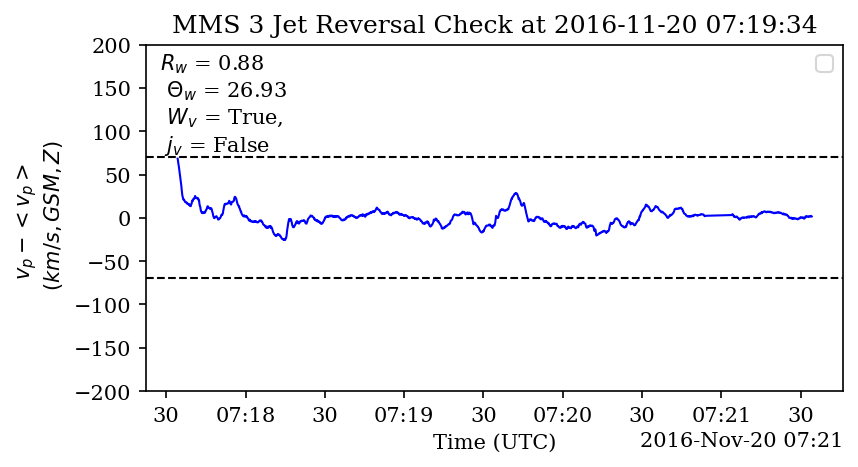 MMS 3 Jet Reversal Check at 2016-11-20 07:19:34
200
150
100
50
0
−50
−100
−150
−200
v_p − < v_p >
(km/s, GSM, Z)
R_w = 0.88
Θ_w = 26.93
W_v = True,
j_v = False
30 07:18 30 07:19 30 07:20 30 07:21 30
Time (UTC)
2016-Nov-20 07:21